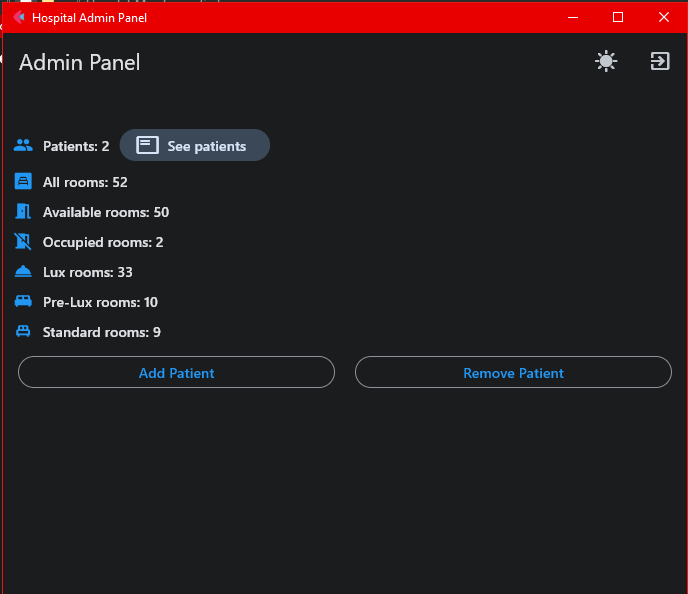 Hospital Admin Panel
Admin Panel
Patients: 2 See patients
All rooms: 52
Available rooms: 50
Occupied rooms: 2
Lux rooms: 33
Pre-Lux rooms: 10
Standard rooms: 9
Add Patient Remove Patient